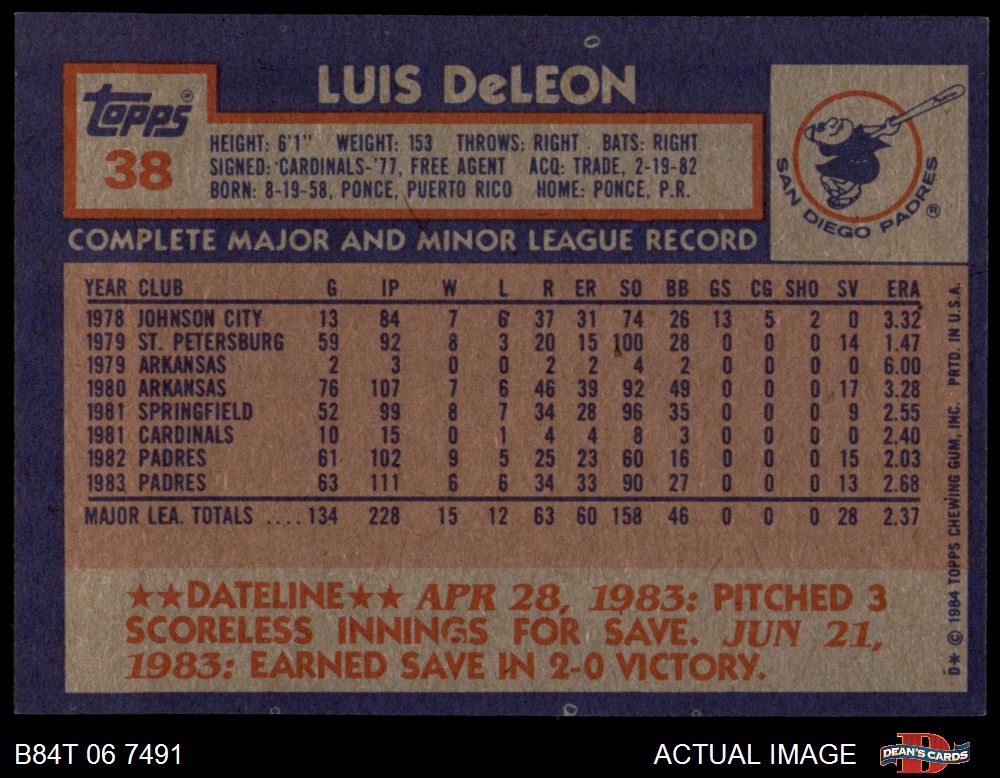 LUIS DeLEON
Topps®
38
HEIGHT: 6'1" WEIGHT: 153 THROWS: RIGHT BATS: RIGHT
SIGNED: CARDINALS-'77, FREE AGENT ACQ: TRADE, 2-19-82
BORN: 8-19-58, PONCE, PUERTO RICO HOME: PONCE, P.R.
SAN DIEGO PADRES ®
COMPLETE MAJOR AND MINOR LEAGUE RECORD
YEAR CLUB G IP W L R ER SO BB GS CG SHO SV ERA
1978 JOHNSON CITY 13 84 7 6 37 31 74 26 13 5 2 0 3.32
1979 ST. PETERSBURG 59 92 8 3 20 15 100 28 0 0 0 14 1.47
1979 ARKANSAS 2 3 0 0 2 2 4 2 0 0 0 0 6.00
1980 ARKANSAS 76 107 7 6 46 39 92 49 0 0 0 17 3.28
1981 SPRINGFIELD 52 99 8 7 34 28 96 35 0 0 0 9 2.55
1981 CARDINALS 10 15 0 1 4 4 8 3 0 0 0 0 2.40
1982 PADRES 61 102 9 5 25 23 60 16 0 0 0 15 2.03
1983 PADRES 63 111 6 6 34 33 90 27 0 0 0 13 2.68
MAJOR LEA. TOTALS ....134 228 15 12 63 60 158 46 0 0 0 28 2.37
★★DATELINE★★ APR 28, 1983: PITCHED 3
SCORELESS INNINGS FOR SAVE. JUN 21,
1983: EARNED SAVE IN 2-0 VICTORY.
D* © 1984 TOPPS CHEWING GUM, INC. PRTD. IN U.S.A.
B84T 06 7491
ACTUAL IMAGE
DEAN'S CARDS